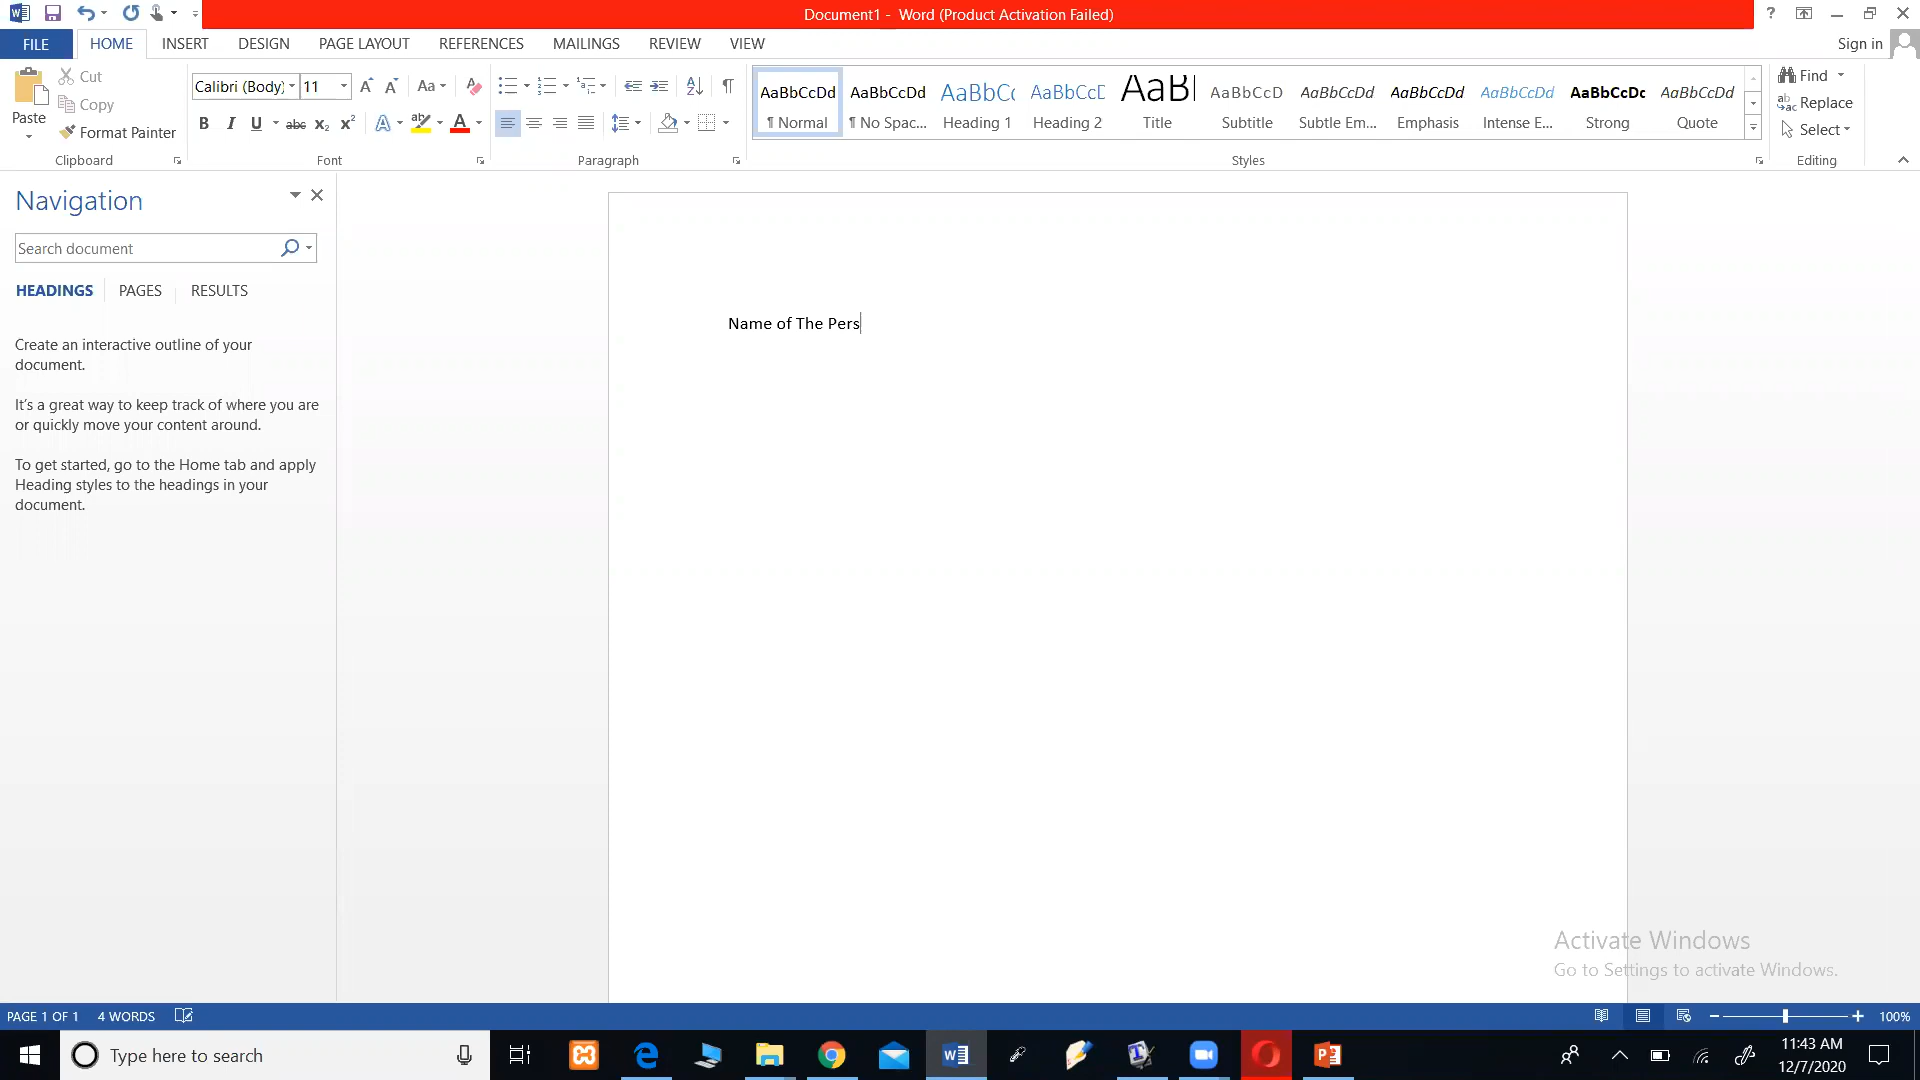 Document1 - Word (Product Activation Failed)
FILE HOME INSERT DESIGN PAGE LAYOUT REFERENCES MAILINGS REVIEW VIEW Sign in
Paste Cut Copy Format Painter
Clipboard
Calibri (Body) 11 Aa
B I U abc x₂ x² A ab A
Font
Paragraph
AaBbCcDd AaBbCcDd AaBbCc AaBbCcD AaB AaBbCcD AaBbCcDd AaBbCcDd AaBbCcDd AaBbCcDc AaBbCcDd
¶ Normal ¶ No Spac... Heading 1 Heading 2 Title Subtitle Subtle Em... Emphasis Intense E... Strong Quote
Styles
Find
Replace
Select
Editing
Navigation
Search document
HEADINGS PAGES RESULTS
Create an interactive outline of your
document.
It's a great way to keep track of where you are
or quickly move your content around.
To get started, go to the Home tab and apply
Heading styles to the headings in your
document.
Name of The Pers
Activate Windows
Go to Settings to activate Windows.
PAGE 1 OF 1 4 WORDS 100%
Type here to search
11:43 AM
12/7/2020